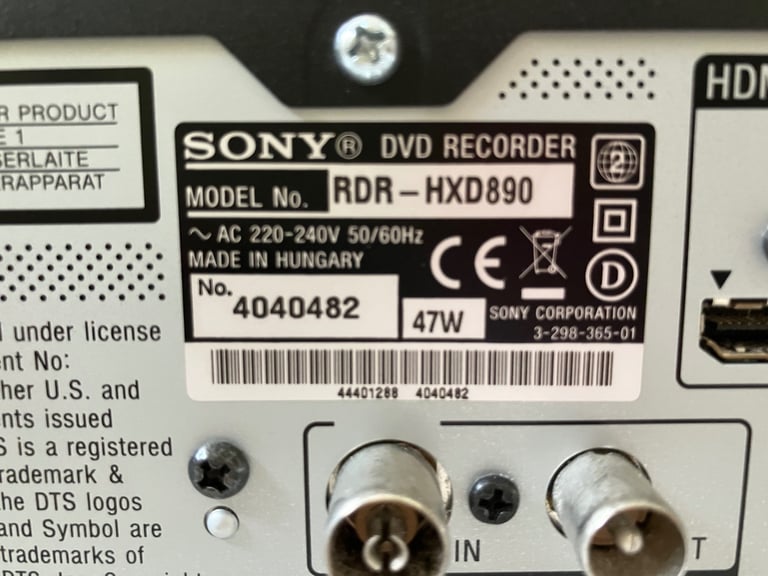 R PRODUCT
E 1
SERLAITE
RAPPARAT
SONY® DVD RECORDER
MODEL No. RDR-HXD890
~ AC 220-240V 50/60Hz
MADE IN HUNGARY
CE
2
D
No. 4040482
47W
SONY CORPORATION
3-298-365-01
44401288 4040482
HDM
under license
ent No:
her U.S. and
nts issued
S is a registered
rademark &
he DTS logos
and Symbol are
trademarks of
IN
T